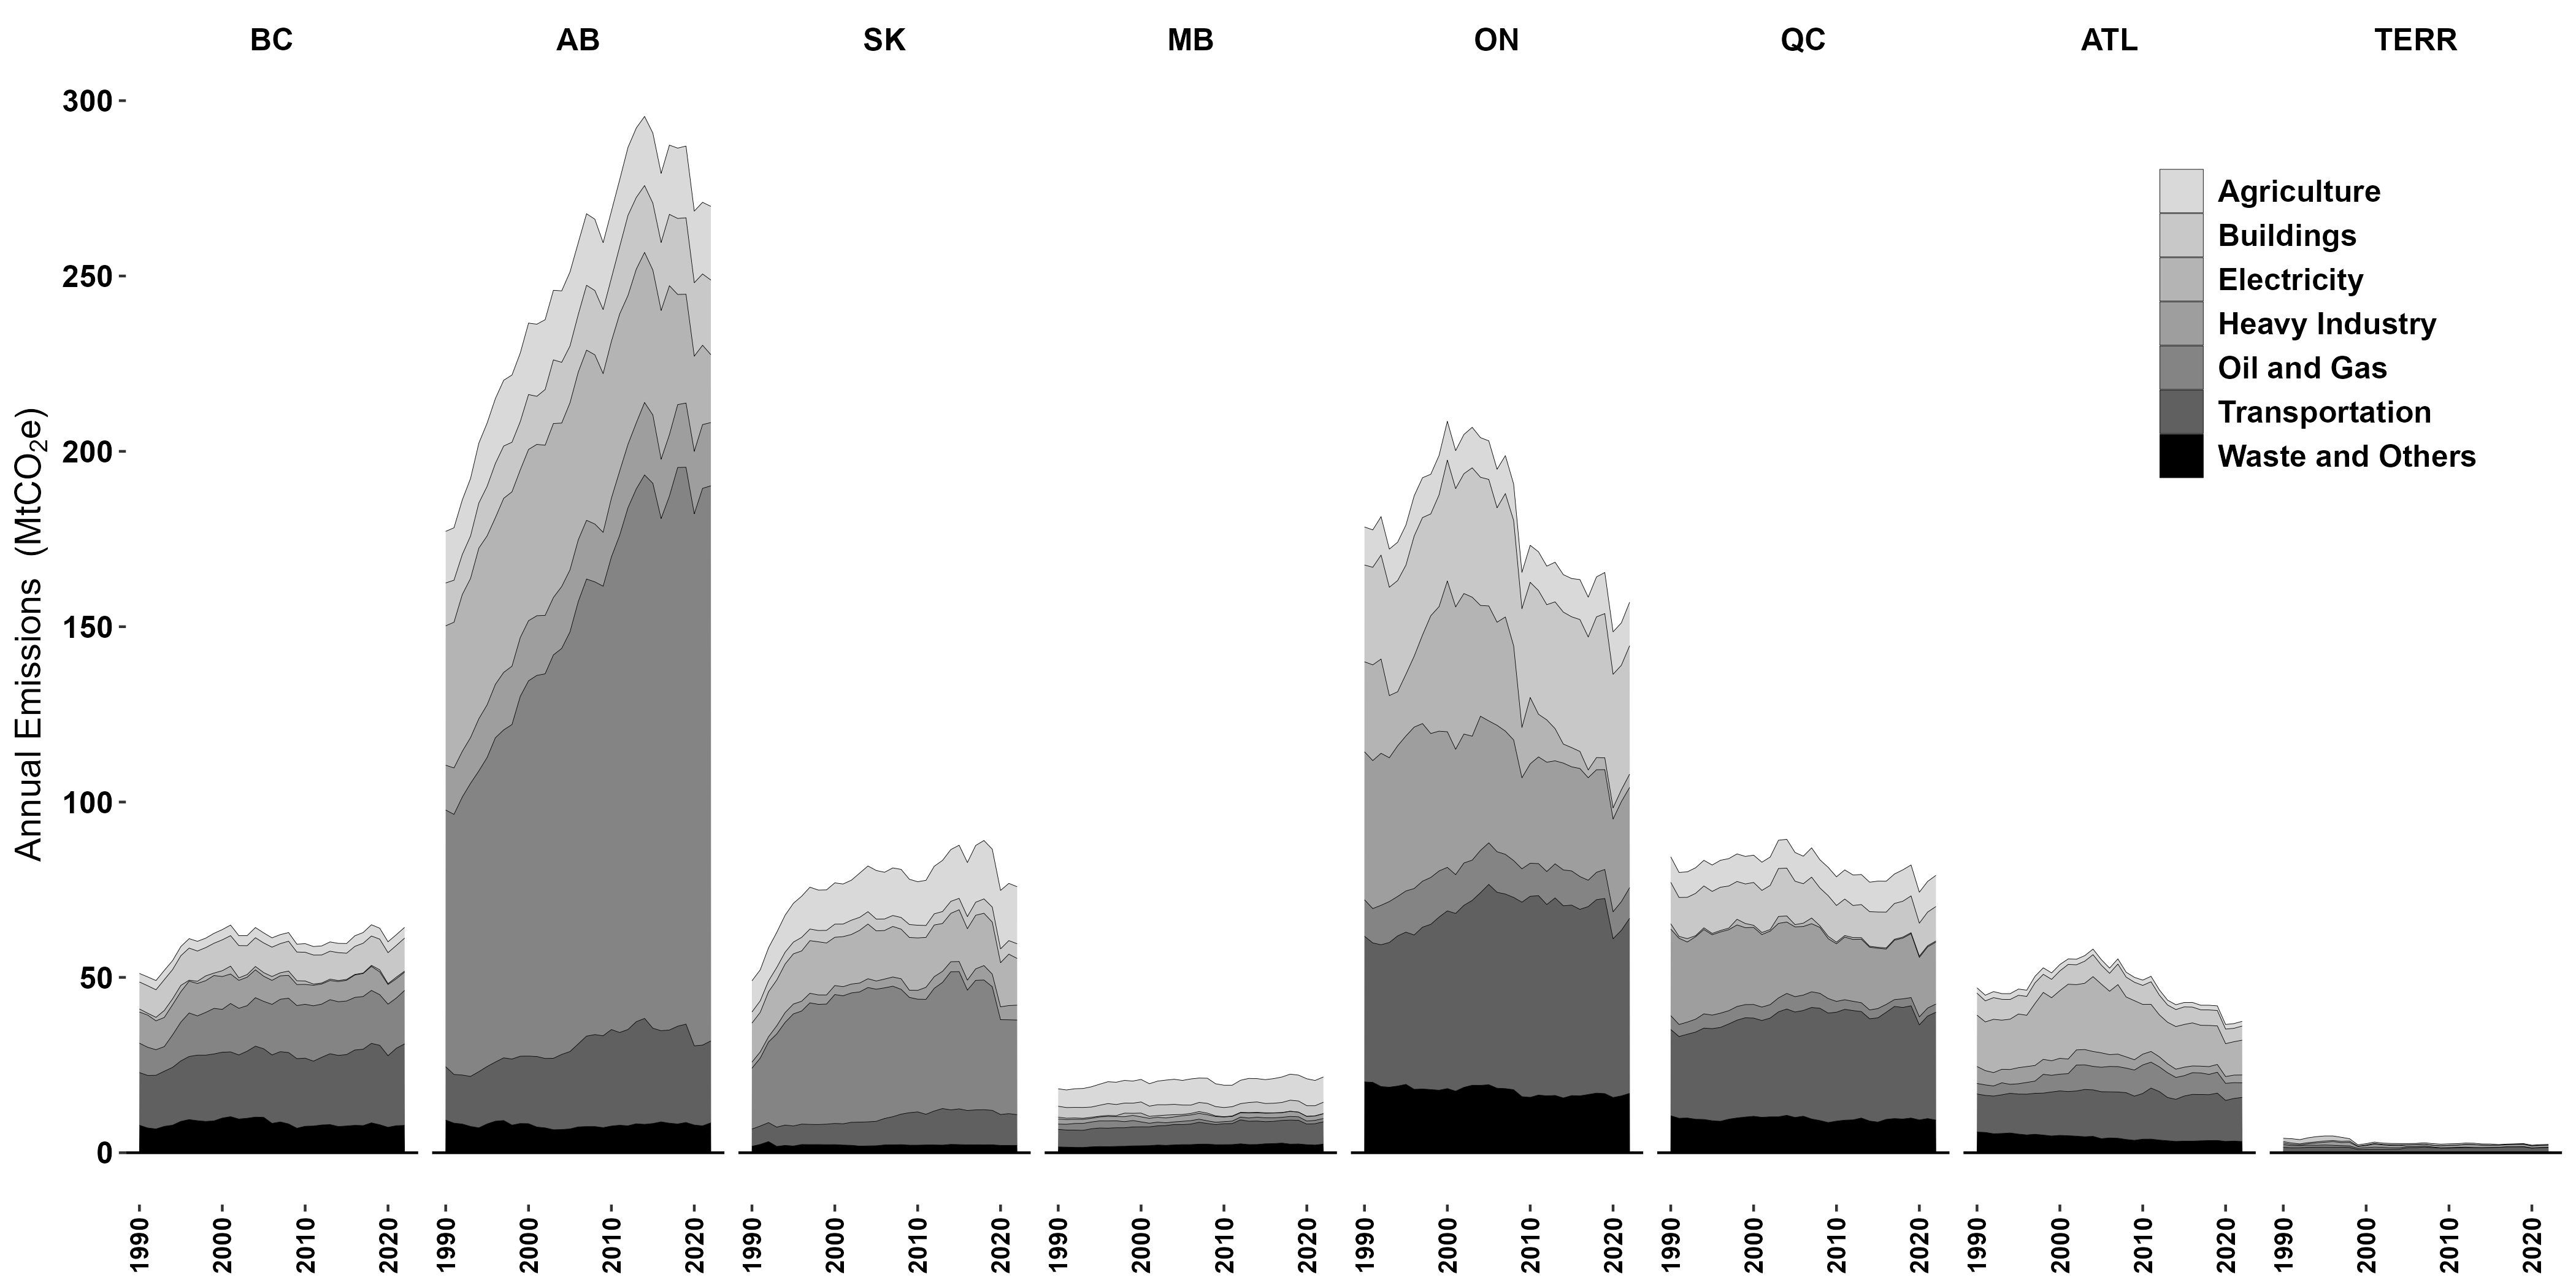 BC AB SK MB ON QC ATL TERR
Annual Emissions (MtCO₂e)
300
250
200
150
100
50
0
Agriculture
Buildings
Electricity
Heavy Industry
Oil and Gas
Transportation
Waste and Others
1990 2000 2010 2020 1990 2000 2010 2020 1990 2000 2010 2020 1990 2000 2010 2020 1990 2000 2010 2020 1990 2000 2010 2020 1990 2000 2010 2020 1990 2000 2010 2020